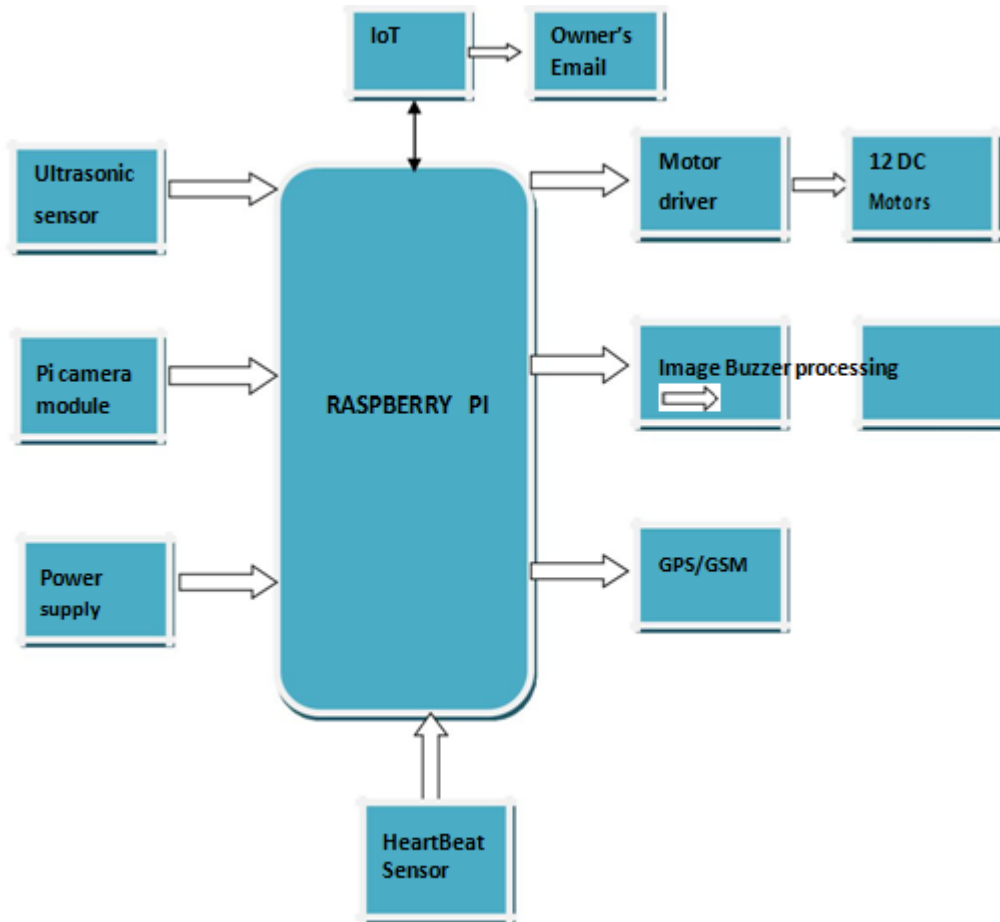 IoT
Owner's
Email
Ultrasonic
sensor
Motor
driver
12 DC
Motors
Pi camera
module
RASPBERRY PI
Image Buzzer processing
Power
supply
GPS/GSM
HeartBeat
Sensor